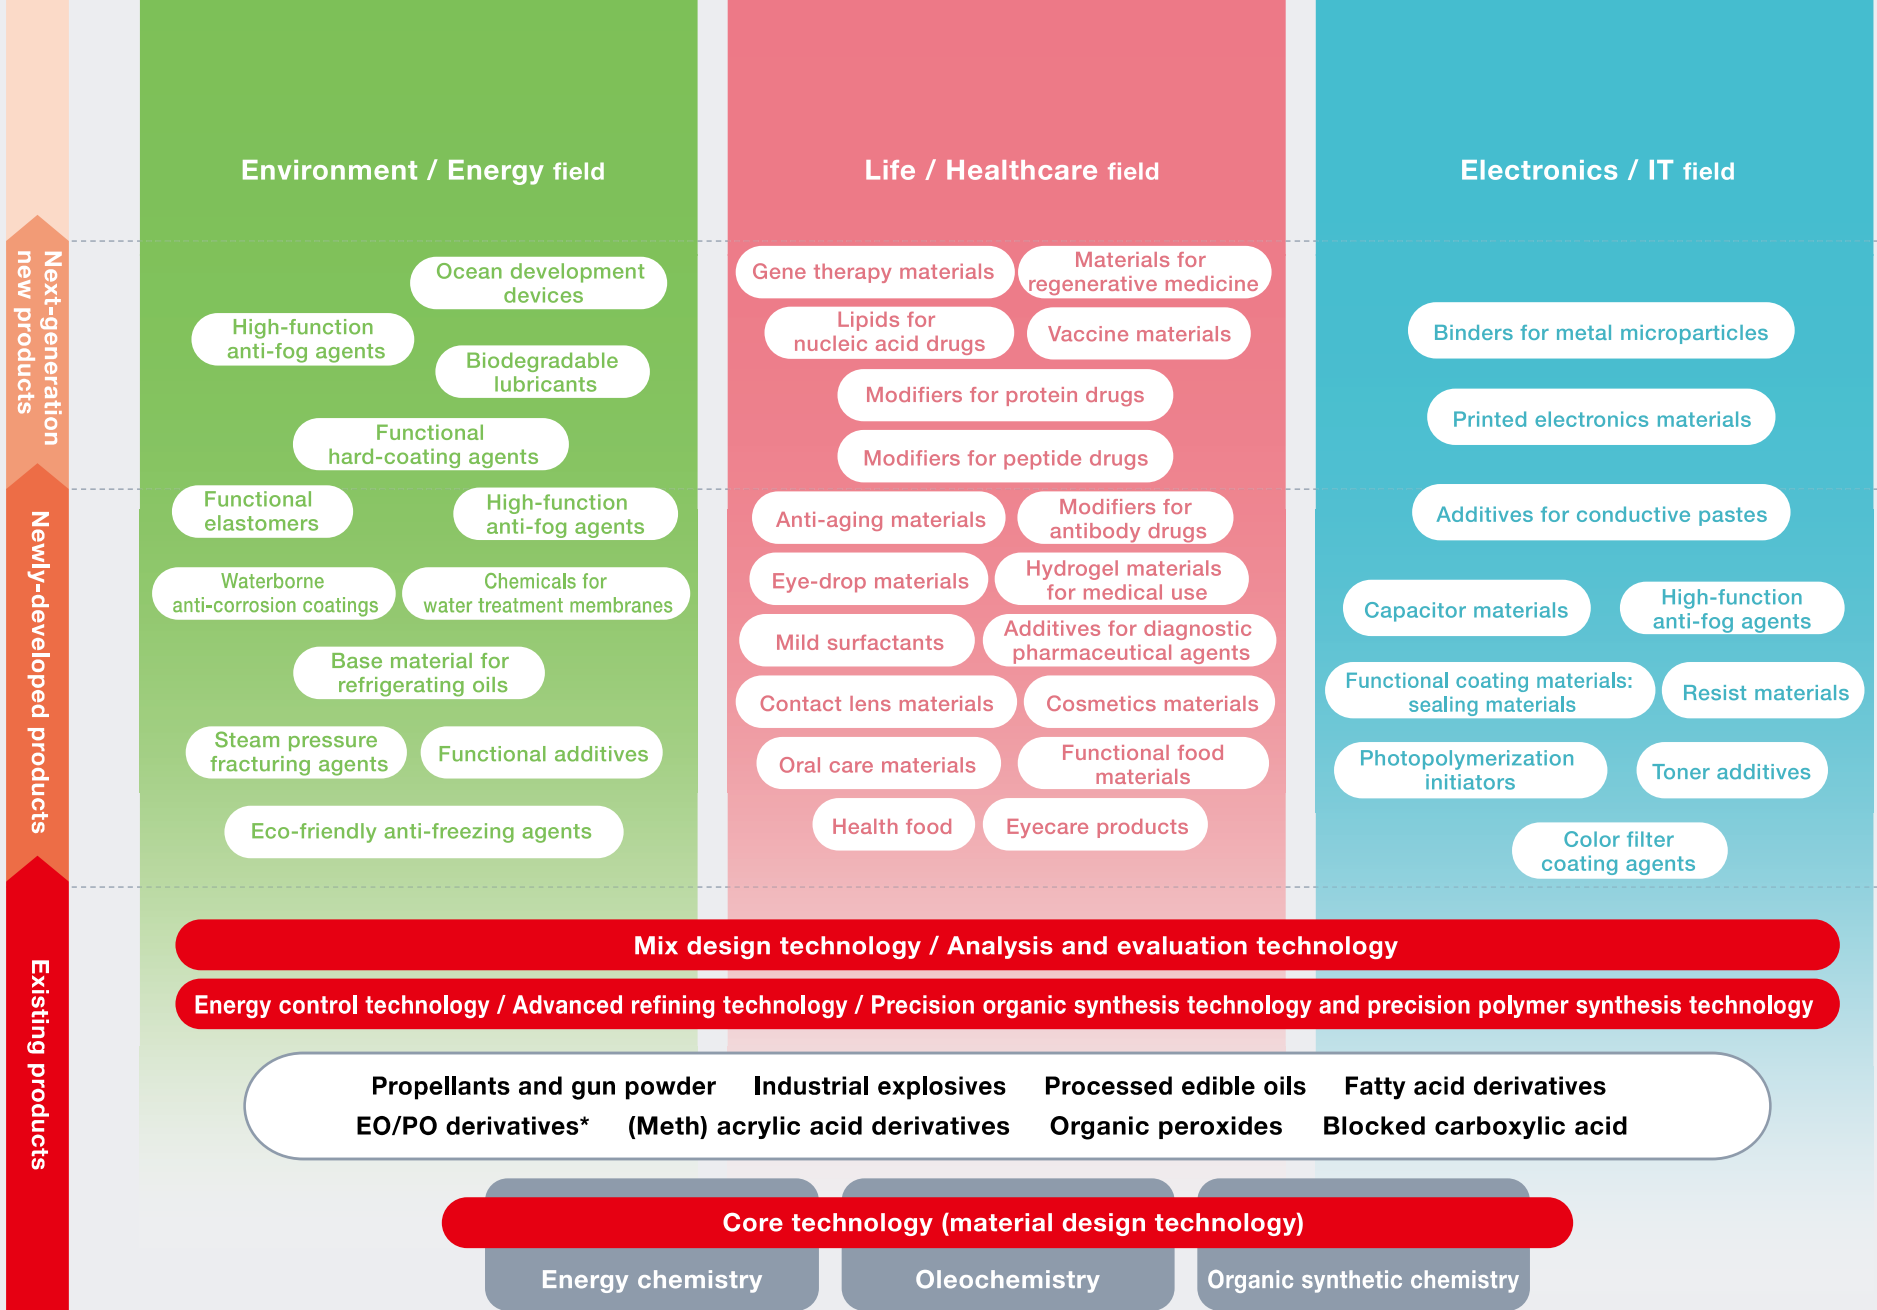 Environment / Energy field
Life / Healthcare field
Electronics / IT field
Next-generation
new products
Ocean development
devices
High-function
anti-fog agents
Biodegradable
lubricants
Functional
hard-coating agents
Gene therapy materials
Materials for
regenerative medicine
Lipids for
nucleic acid drugs
Vaccine materials
Modifiers for protein drugs
Modifiers for peptide drugs
Binders for metal microparticles
Printed electronics materials
Newly-developed products
Functional
elastomers
High-function
anti-fog agents
Waterborne
anti-corrosion coatings
Chemicals for
water treatment membranes
Base material for
refrigerating oils
Steam pressure
fracturing agents
Functional additives
Eco-friendly anti-freezing agents
Anti-aging materials
Modifiers for
antibody drugs
Eye-drop materials
Hydrogel materials
for medical use
Mild surfactants
Additives for diagnostic
pharmaceutical agents
Contact lens materials
Cosmetics materials
Oral care materials
Functional food
materials
Health food
Eyecare products
Additives for conductive pastes
Capacitor materials
High-function
anti-fog agents
Functional coating materials:
sealing materials
Resist materials
Photopolymerization
initiators
Toner additives
Color filter
coating agents
Existing products
Mix design technology / Analysis and evaluation technology
Energy control technology / Advanced refining technology / Precision organic synthesis technology and precision polymer synthesis technology
Propellants and gun powder Industrial explosives Processed edible oils Fatty acid derivatives
EO/PO derivatives* (Meth) acrylic acid derivatives Organic peroxides Blocked carboxylic acid
Core technology (material design technology)
Energy chemistry
Oleochemistry
Organic synthetic chemistry